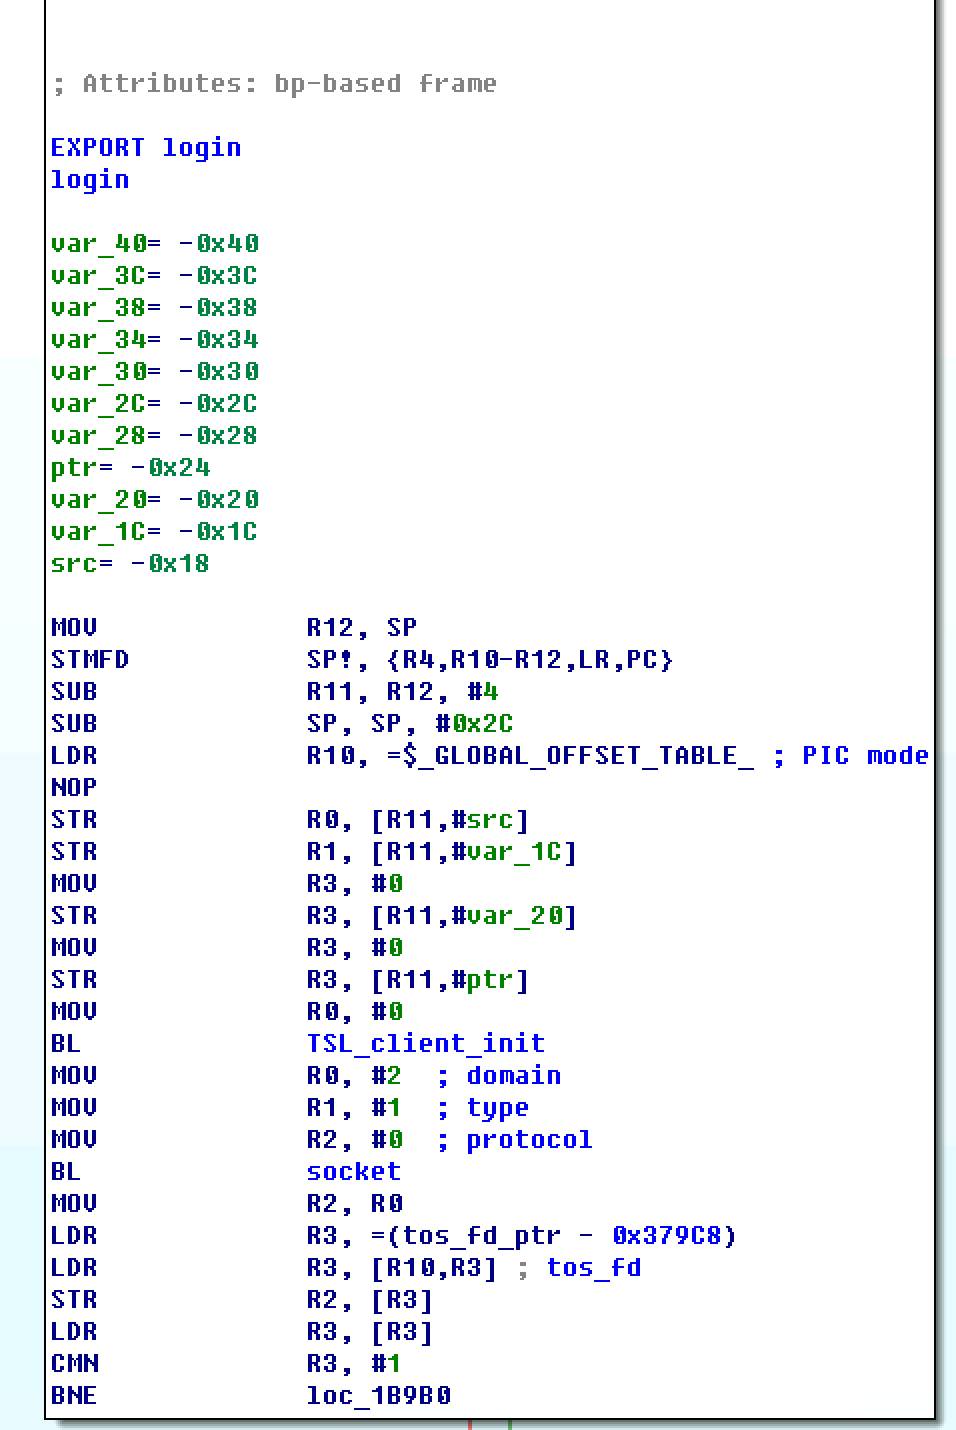 ; Attributes: bp-based frame
EXPORT login
login
var_40= -0x40
var_3C= -0x3C
var_38= -0x38
var_34= -0x34
var_30= -0x30
var_2C= -0x2C
var_28= -0x28
ptr= -0x24
var_20= -0x20
var_1C= -0x1C
src= -0x18
MOV R12, SP
STMFD SP!, {R4,R10-R12,LR,PC}
SUB R11, R12, #4
SUB SP, SP, #0x2C
LDR R10, =$_GLOBAL_OFFSET_TABLE_ ; PIC mode
NOP
STR R0, [R11,#src]
STR R1, [R11,#var_1C]
MOV R3, #0
STR R3, [R11,#var_20]
MOV R3, #0
STR R3, [R11,#ptr]
MOV R0, #0
BL TSL_client_init
MOV R0, #2 ; domain
MOV R1, #1 ; type
MOV R2, #0 ; protocol
BL socket
MOV R2, R0
LDR R3, =(tos_fd_ptr - 0x379C8)
LDR R3, [R10,R3] ; tos_fd
STR R2, [R3]
LDR R3, [R3]
CMN R3, #1
BNE loc_1B9B0